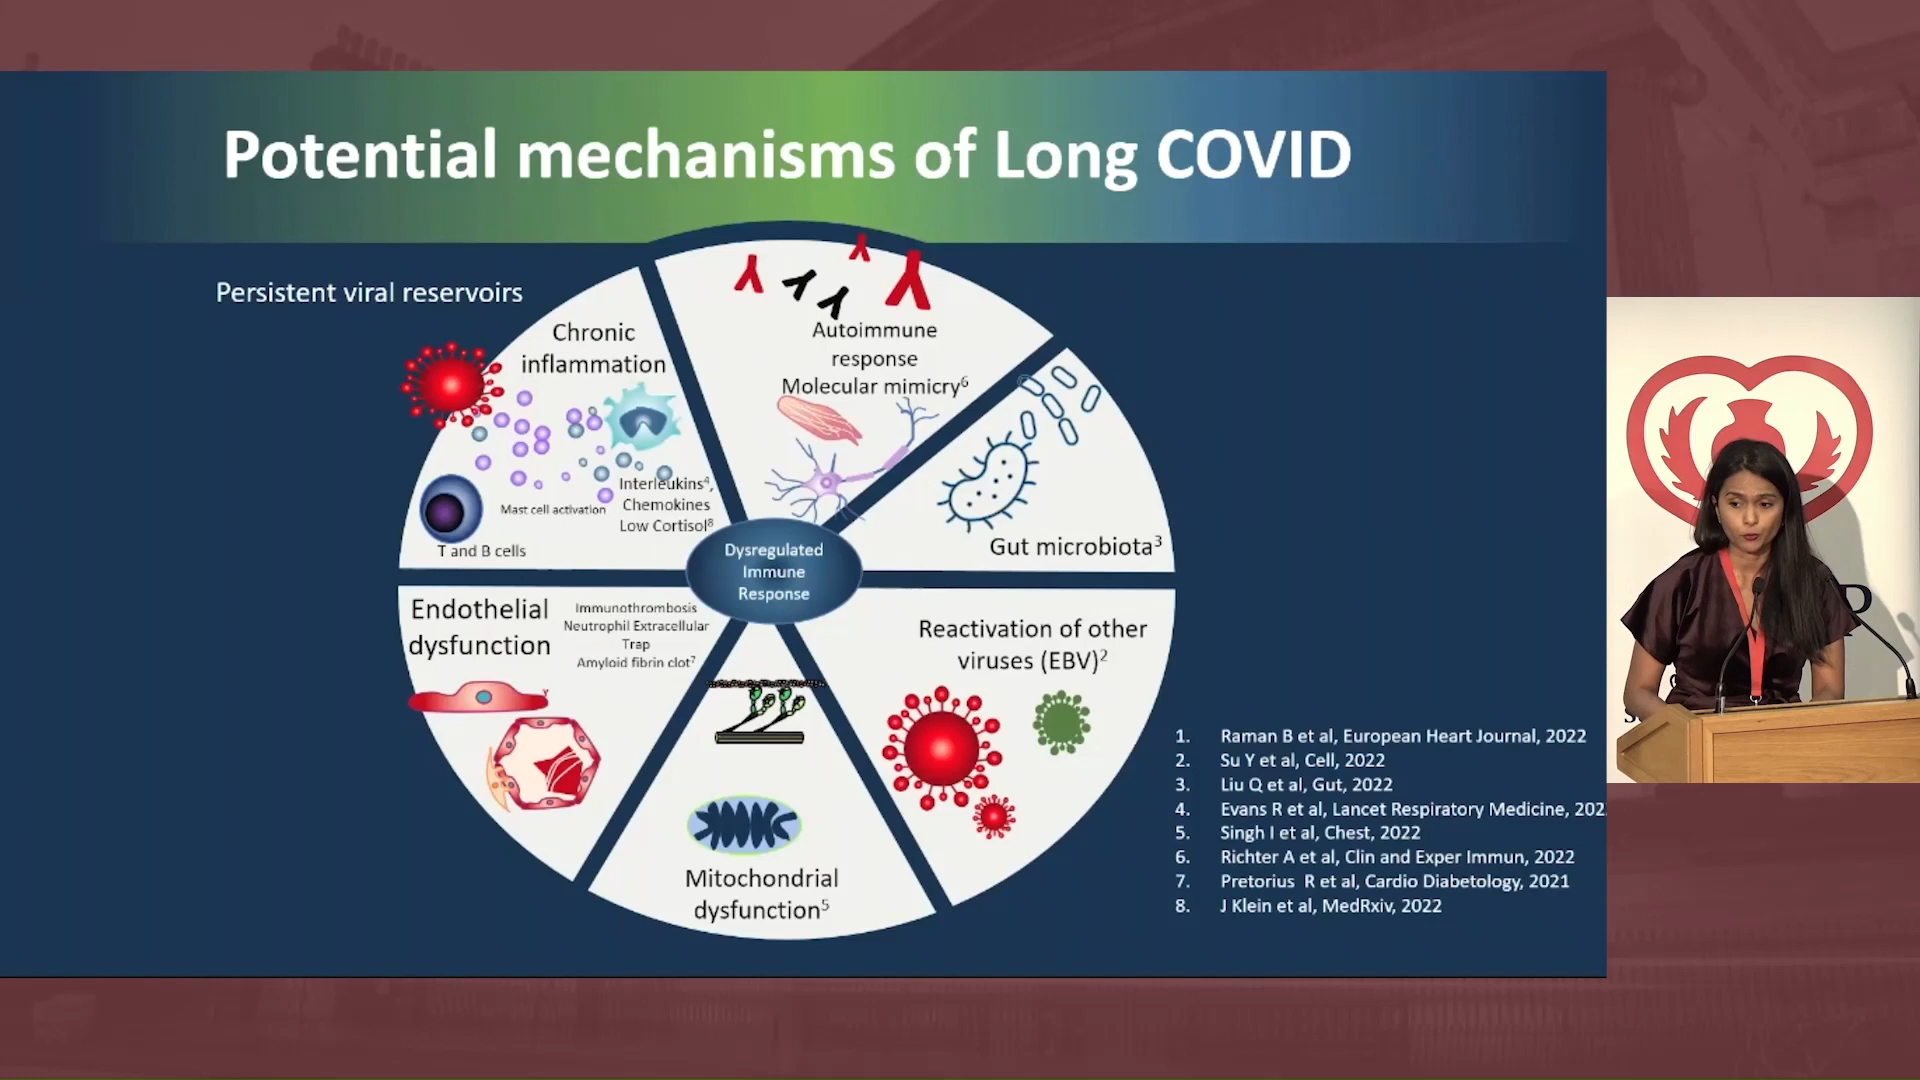 Potential mechanisms of Long COVID
Persistent viral reservoirs
Chronic
inflammation
Mast cell activation
Interleukins⁴,
Chemokines
Low Cortisol⁸
T and B cells
Autoimmune
response
Molecular mimicry⁶
Gut microbiota³
Dysregulated
Immune
Response
Endothelial
dysfunction
Immunothrombosis
Neutrophil Extracellular
Trap
Amyloid fibrin clot⁷
Mitochondrial
dysfunction⁵
Reactivation of other
viruses (EBV)²
1. Raman B et al, European Heart Journal, 2022
2. Su Y et al, Cell, 2022
3. Liu Q et al, Gut, 2022
4. Evans R et al, Lancet Respiratory Medicine, 202
5. Singh I et al, Chest, 2022
6. Richter A et al, Clin and Exper Immun, 2022
7. Pretorius R et al, Cardio Diabetology, 2021
8. J Klein et al, MedRxiv, 2022